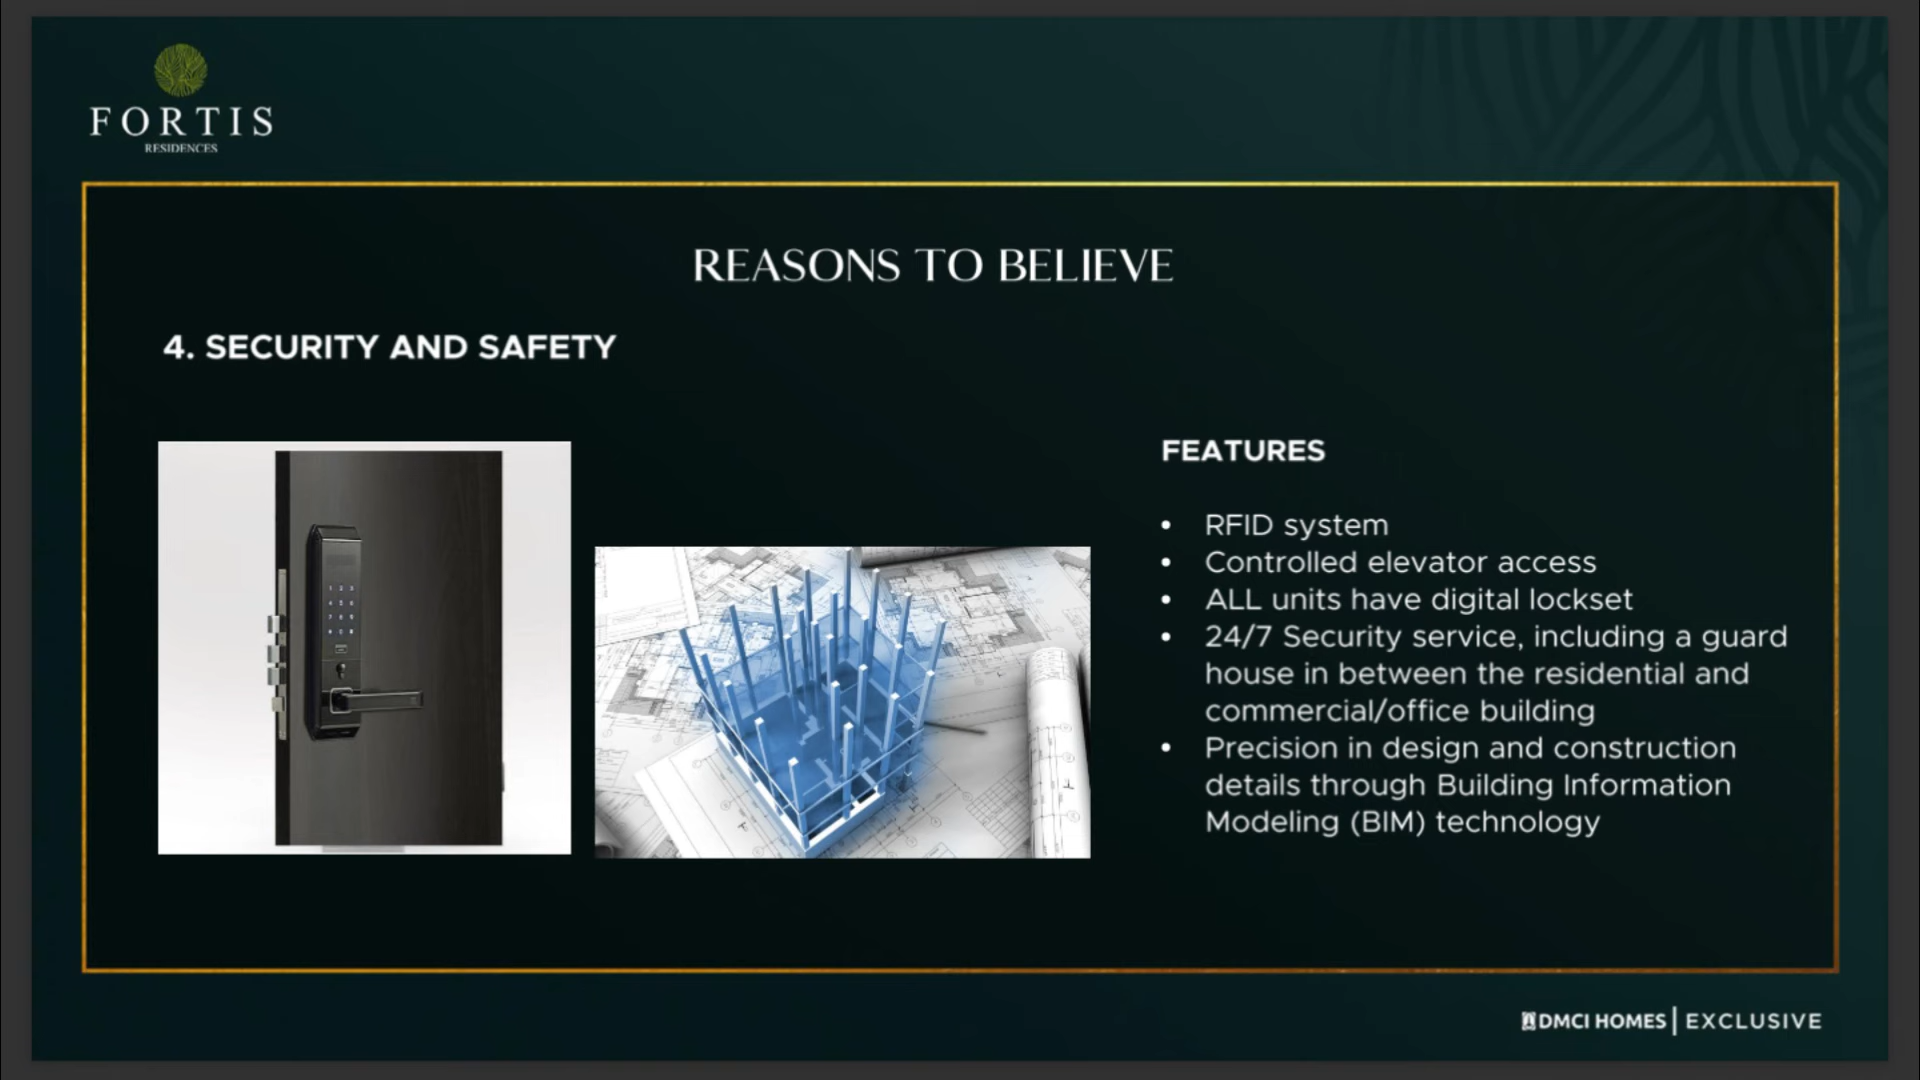 FORTIS
RESIDENCES
REASONS TO BELIEVE
4. SECURITY AND SAFETY
FEATURES
• RFID system
• Controlled elevator access
• ALL units have digital lockset
• 24/7 Security service, including a guard
house in between the residential and
commercial/office building
• Precision in design and construction
details through Building Information
Modeling (BIM) technology
DMCI HOMES | EXCLUSIVE